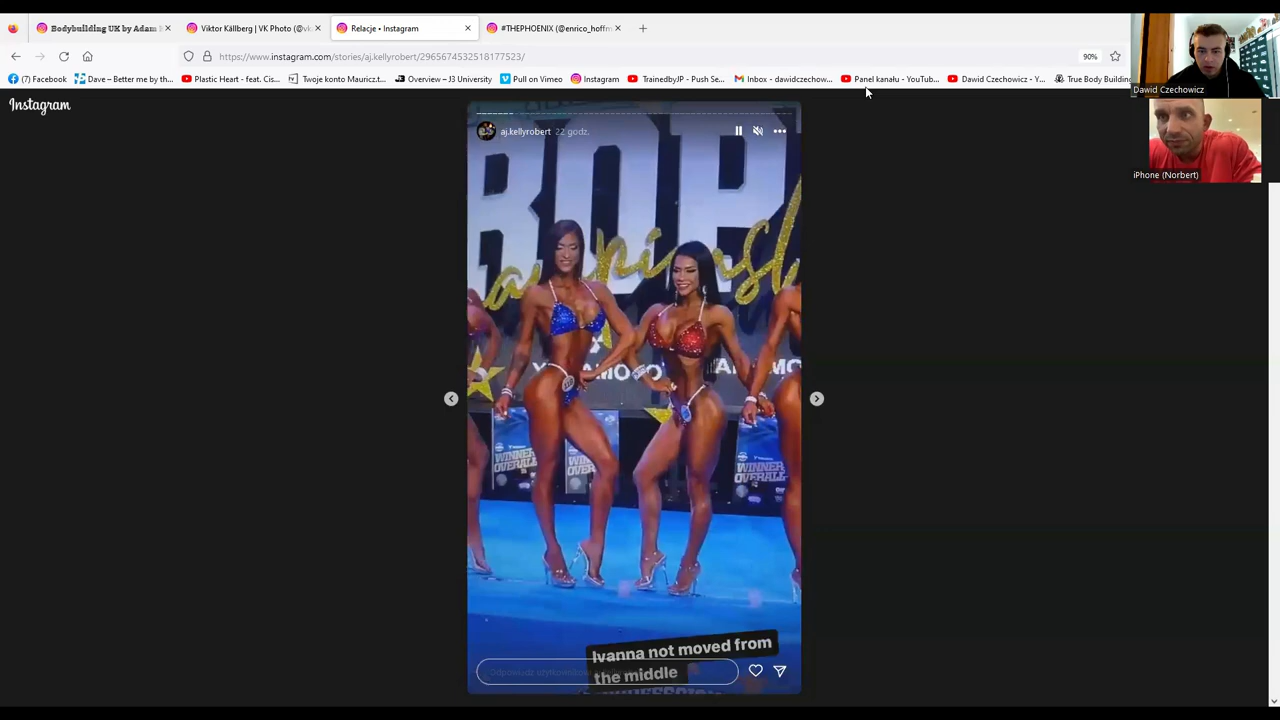 Bodybuilding UK by Adam
Viktor Källberg | VK Photo (@vk
Relacje • Instagram
#THEPHOENIX (@enrico_hoffm
https://www.instagram.com/stories/aj.kellyrobert/2965674532518177523/
90%
(7) Facebook
Dave – Better me by th...
Plastic Heart - feat. Cis...
Twoje konto Mauricz.t...
Overview – J3 University
Pull on Vimeo
Instagram
TrainedbyJP - Push Se...
Inbox - dawidczechow...
Panel kanału - YouTub...
Dawid Czechowicz - Y...
True Body Building
Dawid Czechowicz
iPhone (Norbert)
Instagram
aj.kellyrobert 22 godz.
ROP
WINNER
OVERALL
WINNER
OVERALL
Ivanna not moved from
the middle